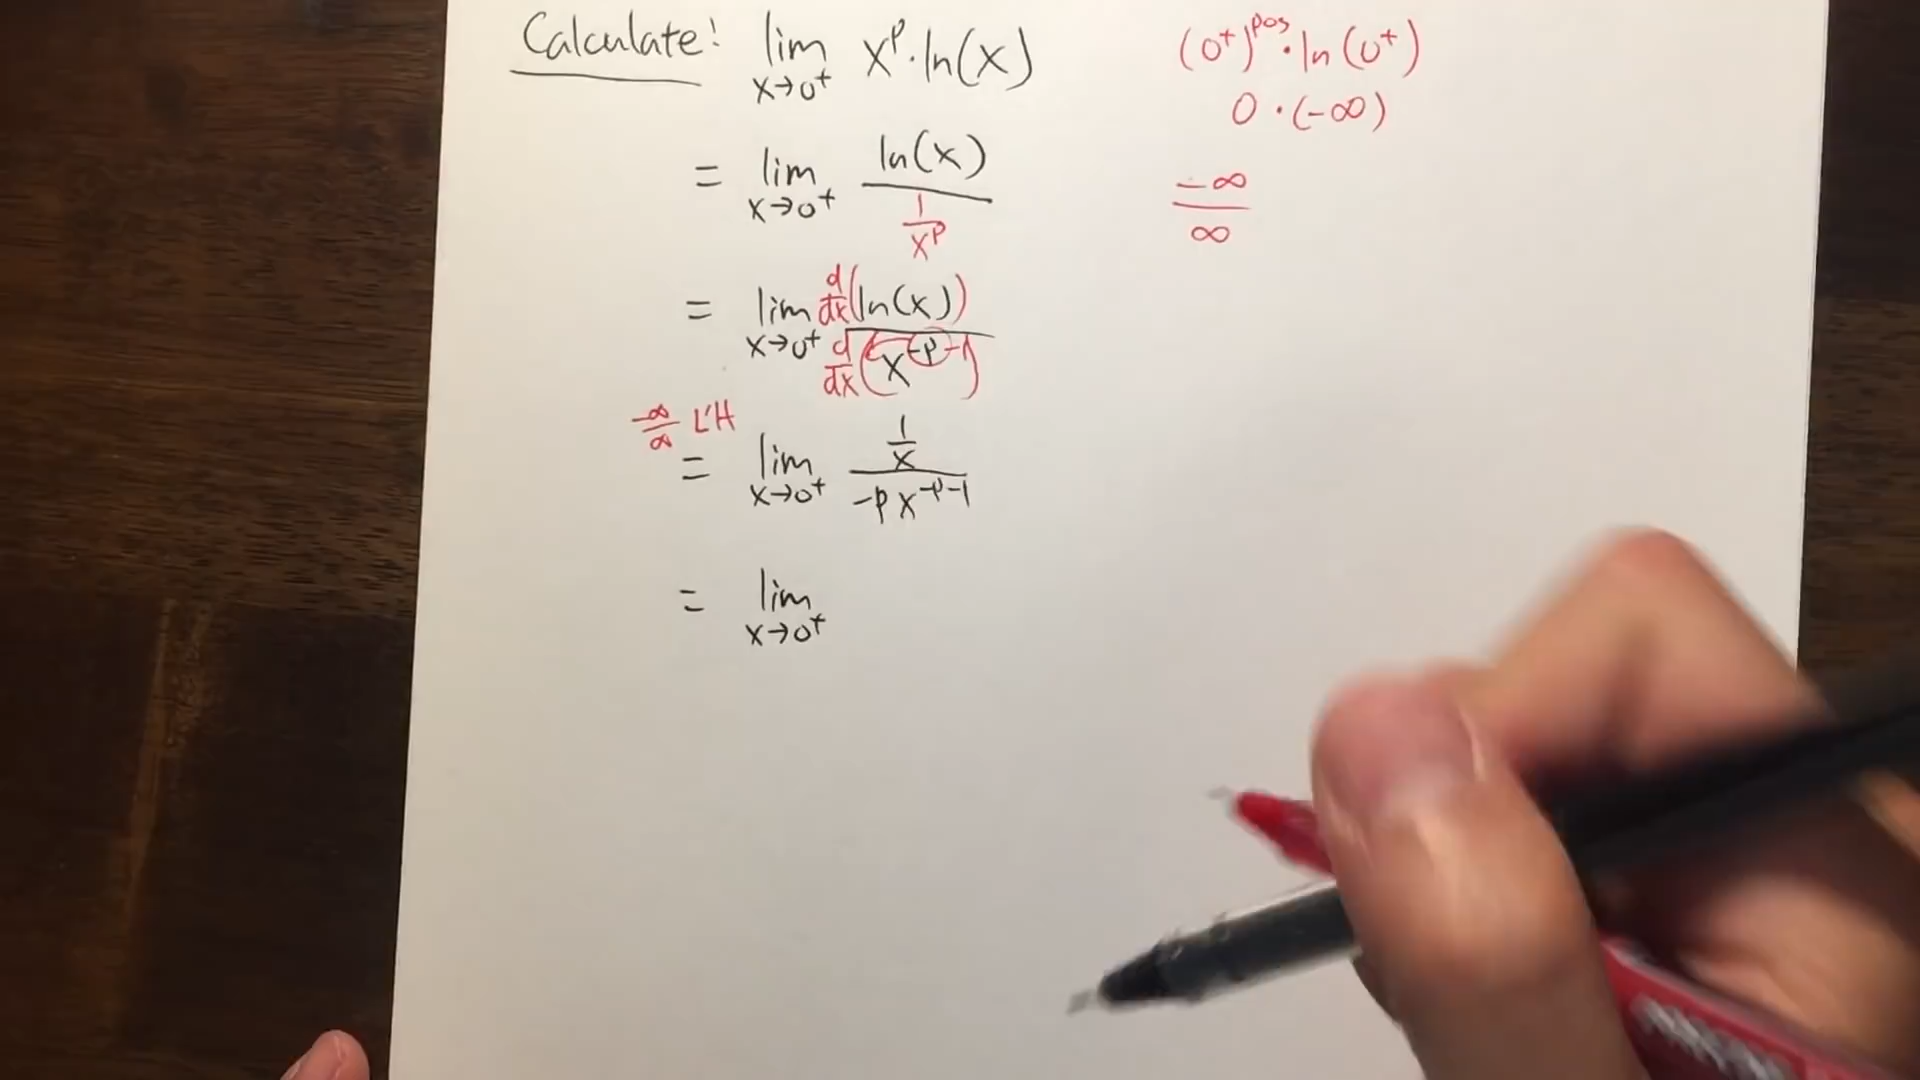 Calculate: lim x→0⁺ x^p · ln(x)
(0⁺)^pos · ln(0⁺)
0 · (-∞)
= lim x→0⁺ ln(x) / (1/x^p)
-∞/∞
= lim x→0⁺ d/dx(ln(x)) / d/dx(x^-p -1)
-∞/∞ L'H
= lim x→0⁺ (1/x) / (-p x^(-p-1))
= lim x→0⁺